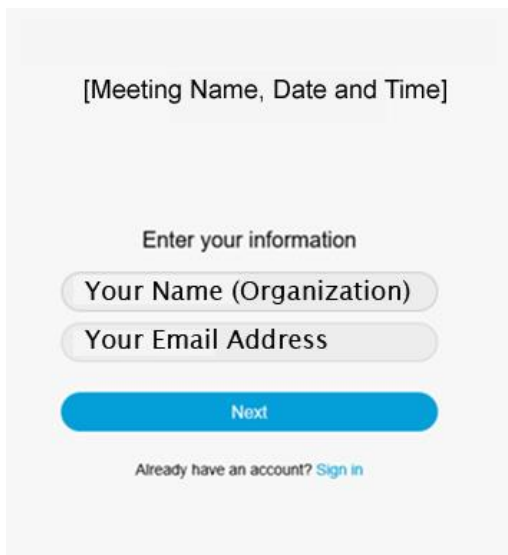 [Meeting Name, Date and Time]
Enter your information
Your Name (Organization)
Your Email Address
Next
Already have an account? Sign in